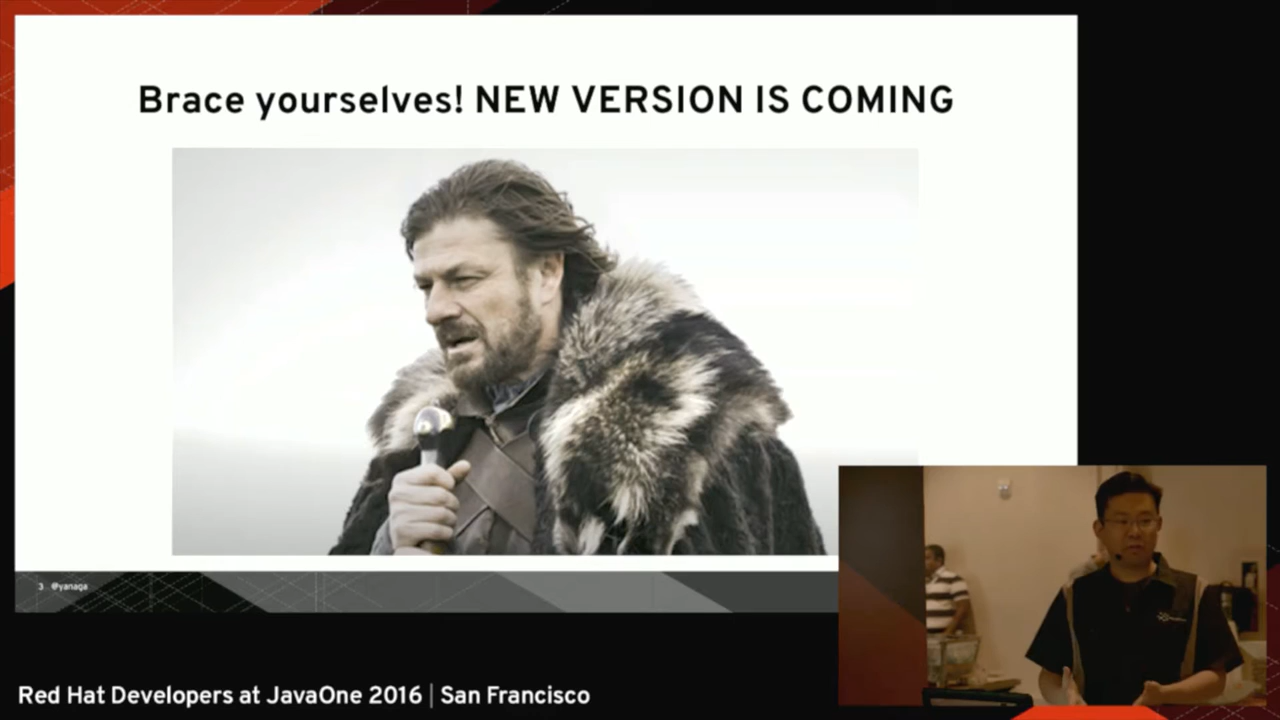 Brace yourselves! NEW VERSION IS COMING
3 @yanaga
Red Hat Developers at JavaOne 2016 | San Francisco